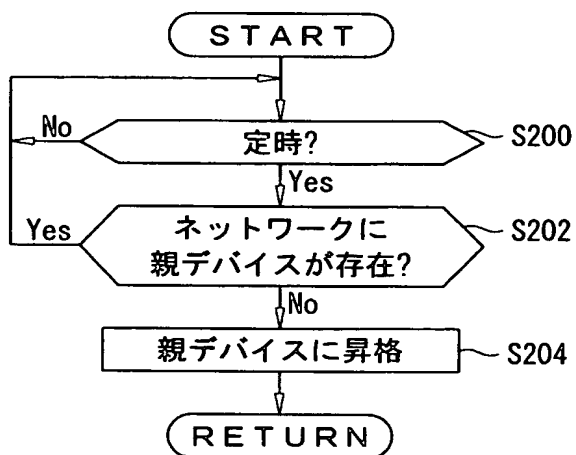 START
No
定時?
S200
Yes
Yes
ネットワークに
親デバイスが存在?
S202
No
親デバイスに昇格
S204
RETURN